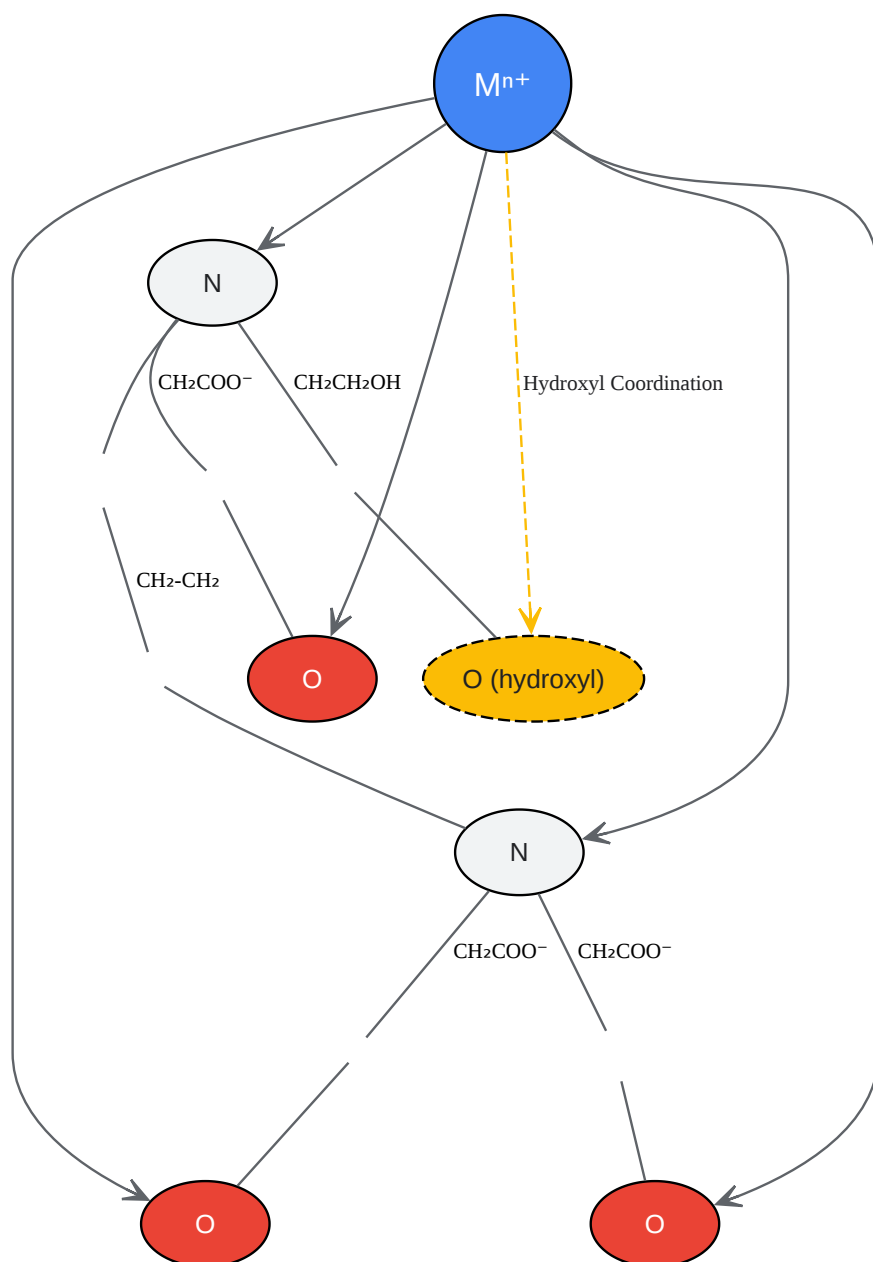 Mⁿ⁺
N
CH₂COO⁻
CH₂CH₂OH
Hydroxyl Coordination
CH₂-CH₂
O
O (hydroxyl)
N
CH₂COO⁻
CH₂COO⁻
O
O